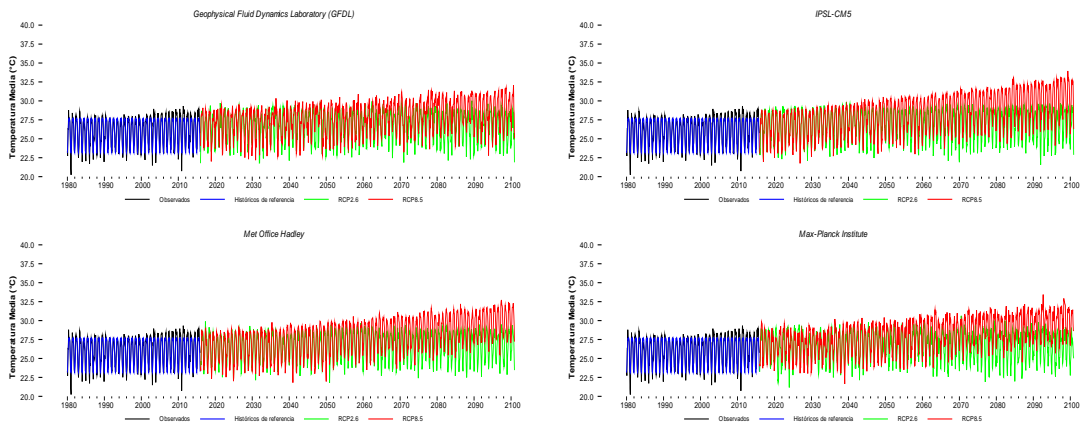 Geophysical Fluid Dynamics Laboratory (GFDL)
Temperatura Media (°C)
40.0
37.5
35.0
32.5
30.0
27.5
25.0
22.5
20.0
1980 1990 2000 2010 2020 2030 2040 2050 2060 2070 2080 2090 2100
Observados Históricos de referencia RCP2.6 RCP8.5
IPSL-CM5
Temperatura Media (°C)
40.0
37.5
35.0
32.5
30.0
27.5
25.0
22.5
20.0
1980 1990 2000 2010 2020 2030 2040 2050 2060 2070 2080 2090 2100
Observados Históricos de referencia RCP2.6 RCP8.5
Met Office Hadley
Temperatura Media (°C)
40.0
37.5
35.0
32.5
30.0
27.5
25.0
22.5
20.0
1980 1990 2000 2010 2020 2030 2040 2050 2060 2070 2080 2090 2100
Observados Históricos de referencia RCP2.6 RCP8.5
Max-Planck Institute
Temperatura Media (°C)
40.0
37.5
35.0
32.5
30.0
27.5
25.0
22.5
20.0
1980 1990 2000 2010 2020 2030 2040 2050 2060 2070 2080 2090 2100
Observados Históricos de referencia RCP2.6 RCP8.5